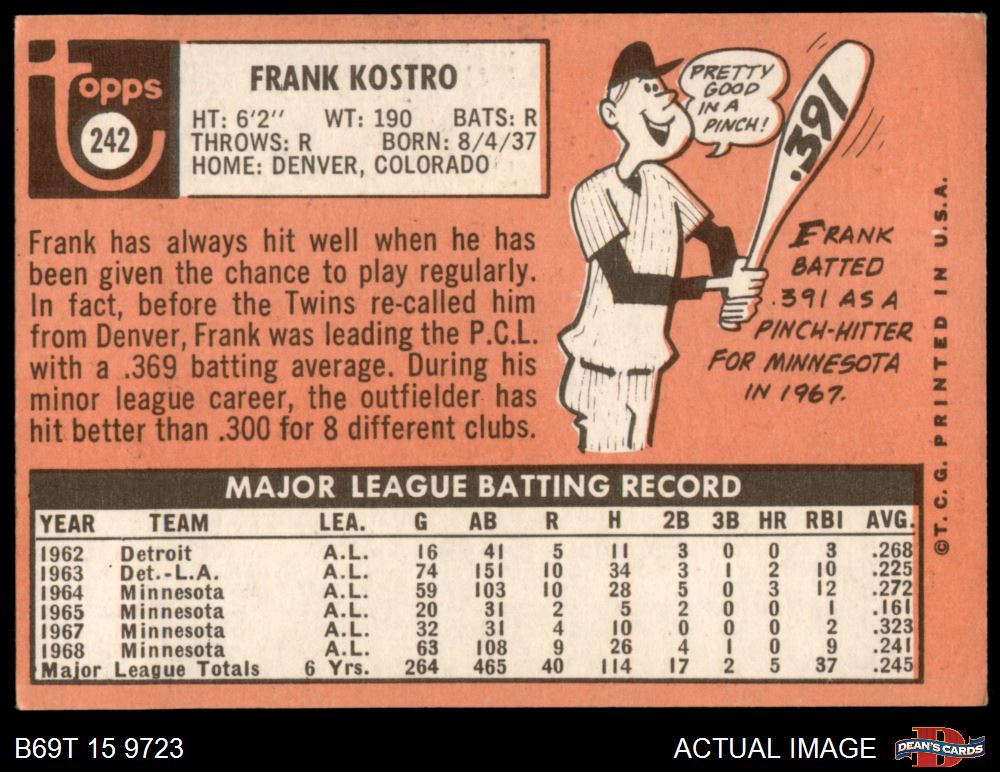 topps
242
FRANK KOSTRO
HT: 6'2" WT: 190 BATS: R
THROWS: R BORN: 8/4/37
HOME: DENVER, COLORADO
Frank has always hit well when he has
been given the chance to play regularly.
In fact, before the Twins re-called him
from Denver, Frank was leading the P.C.L.
with a .369 batting average. During his
minor league career, the outfielder has
hit better than .300 for 8 different clubs.
PRETTY
GOOD
IN A
PINCH!
.391
FRANK
BATTED
.391 AS A
PINCH-HITTER
FOR MINNESOTA
IN 1967.
MAJOR LEAGUE BATTING RECORD
YEAR TEAM LEA. G AB R H 2B 3B HR RBI AVG.
1962 Detroit A.L. 16 41 5 11 3 0 0 3 .268
1963 Det.-L.A. A.L. 74 151 10 34 3 1 2 10 .225
1964 Minnesota A.L. 59 103 10 28 5 0 3 12 .272
1965 Minnesota A.L. 20 31 2 5 2 0 0 1 .161
1967 Minnesota A.L. 32 31 4 10 0 0 0 2 .323
1968 Minnesota A.L. 63 108 9 26 4 1 0 9 .241
Major League Totals 6 Yrs. 264 465 40 114 17 2 5 37 .245
©T.C.G. PRINTED IN U.S.A.
B69T 15 9723
ACTUAL IMAGE
DEAN'S CARDS